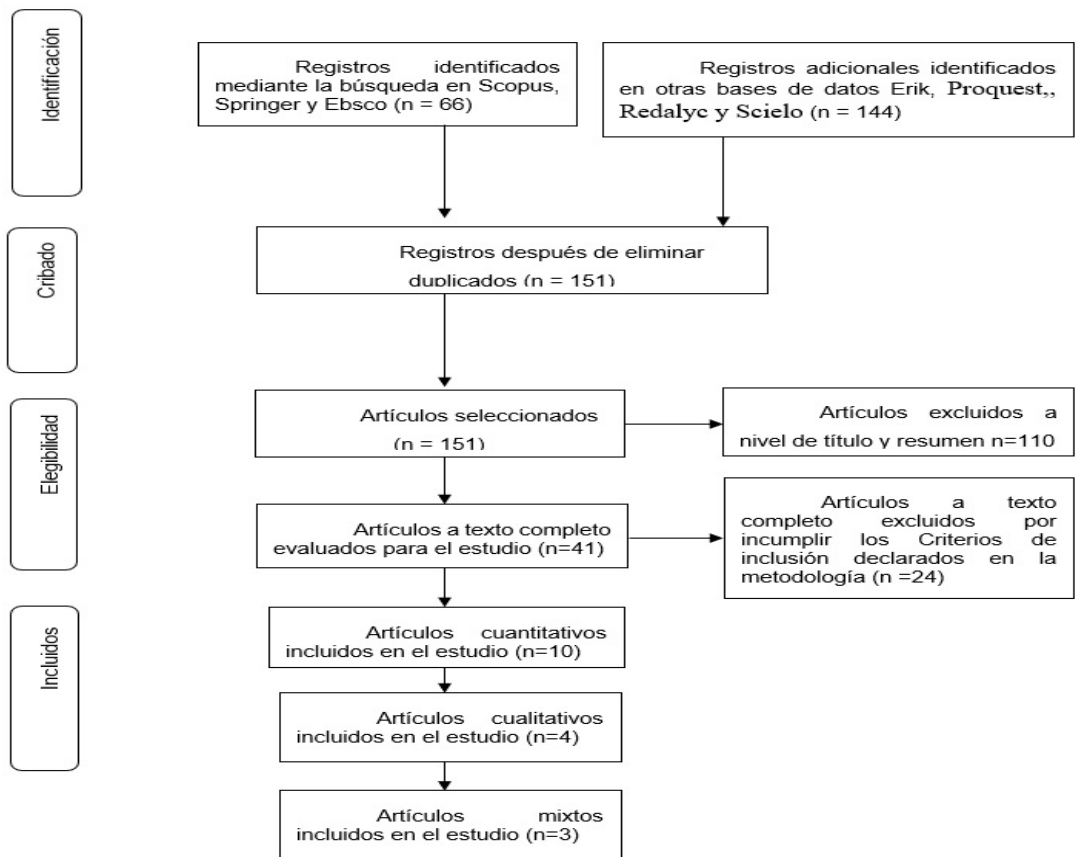 Identificación
Registros identificados
mediante la búsqueda en Scopus,
Springer y Ebsco (n = 66)
Registros adicionales identificados
en otras bases de datos Erik, Proquest,,
Redalyc y Scielo (n = 144)
Cribado
Registros después de eliminar
duplicados (n = 151)
Elegibilidad
Artículos seleccionados
(n = 151)
Artículos excluidos a
nivel de título y resumen n=110
Artículos a texto completo
evaluados para el estudio (n=41)
Artículos a texto
completo excluidos por
incumplir los Criterios de
inclusión declarados en la
metodología (n =24)
Incluidos
Artículos cuantitativos
incluidos en el estudio (n=10)
Artículos cualitativos
incluidos en el estudio (n=4)
Artículos mixtos
incluidos en el estudio (n=3)